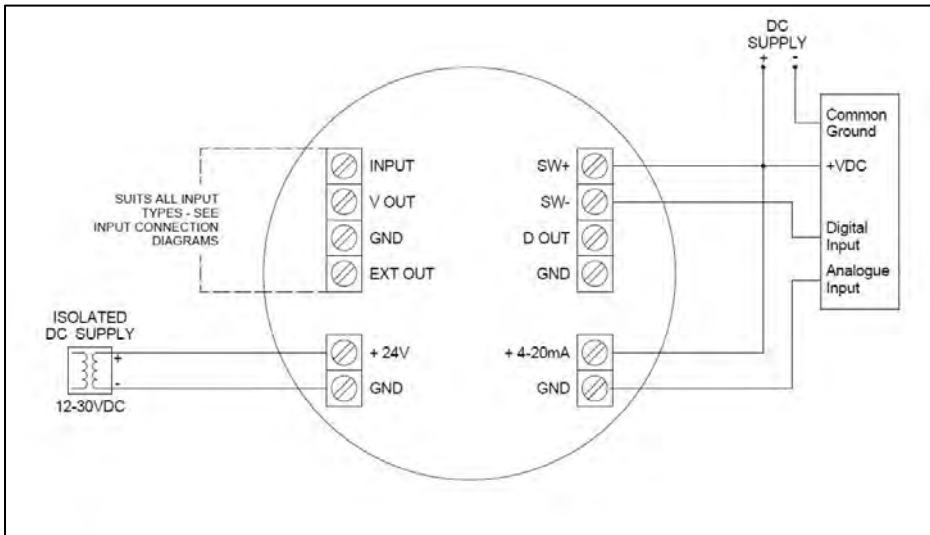 DC
SUPPLY
+ -
Common
Ground
+VDC
Digital
Input
Analogue
Input
INPUT
V OUT
GND
EXT OUT
SW+
SW-
D OUT
GND
SUITS ALL INPUT
TYPES - SEE
INPUT CONNECTION
DIAGRAMS
ISOLATED
DC SUPPLY
+
-
12-30VDC
+ 24V
GND
+ 4-20mA
GND